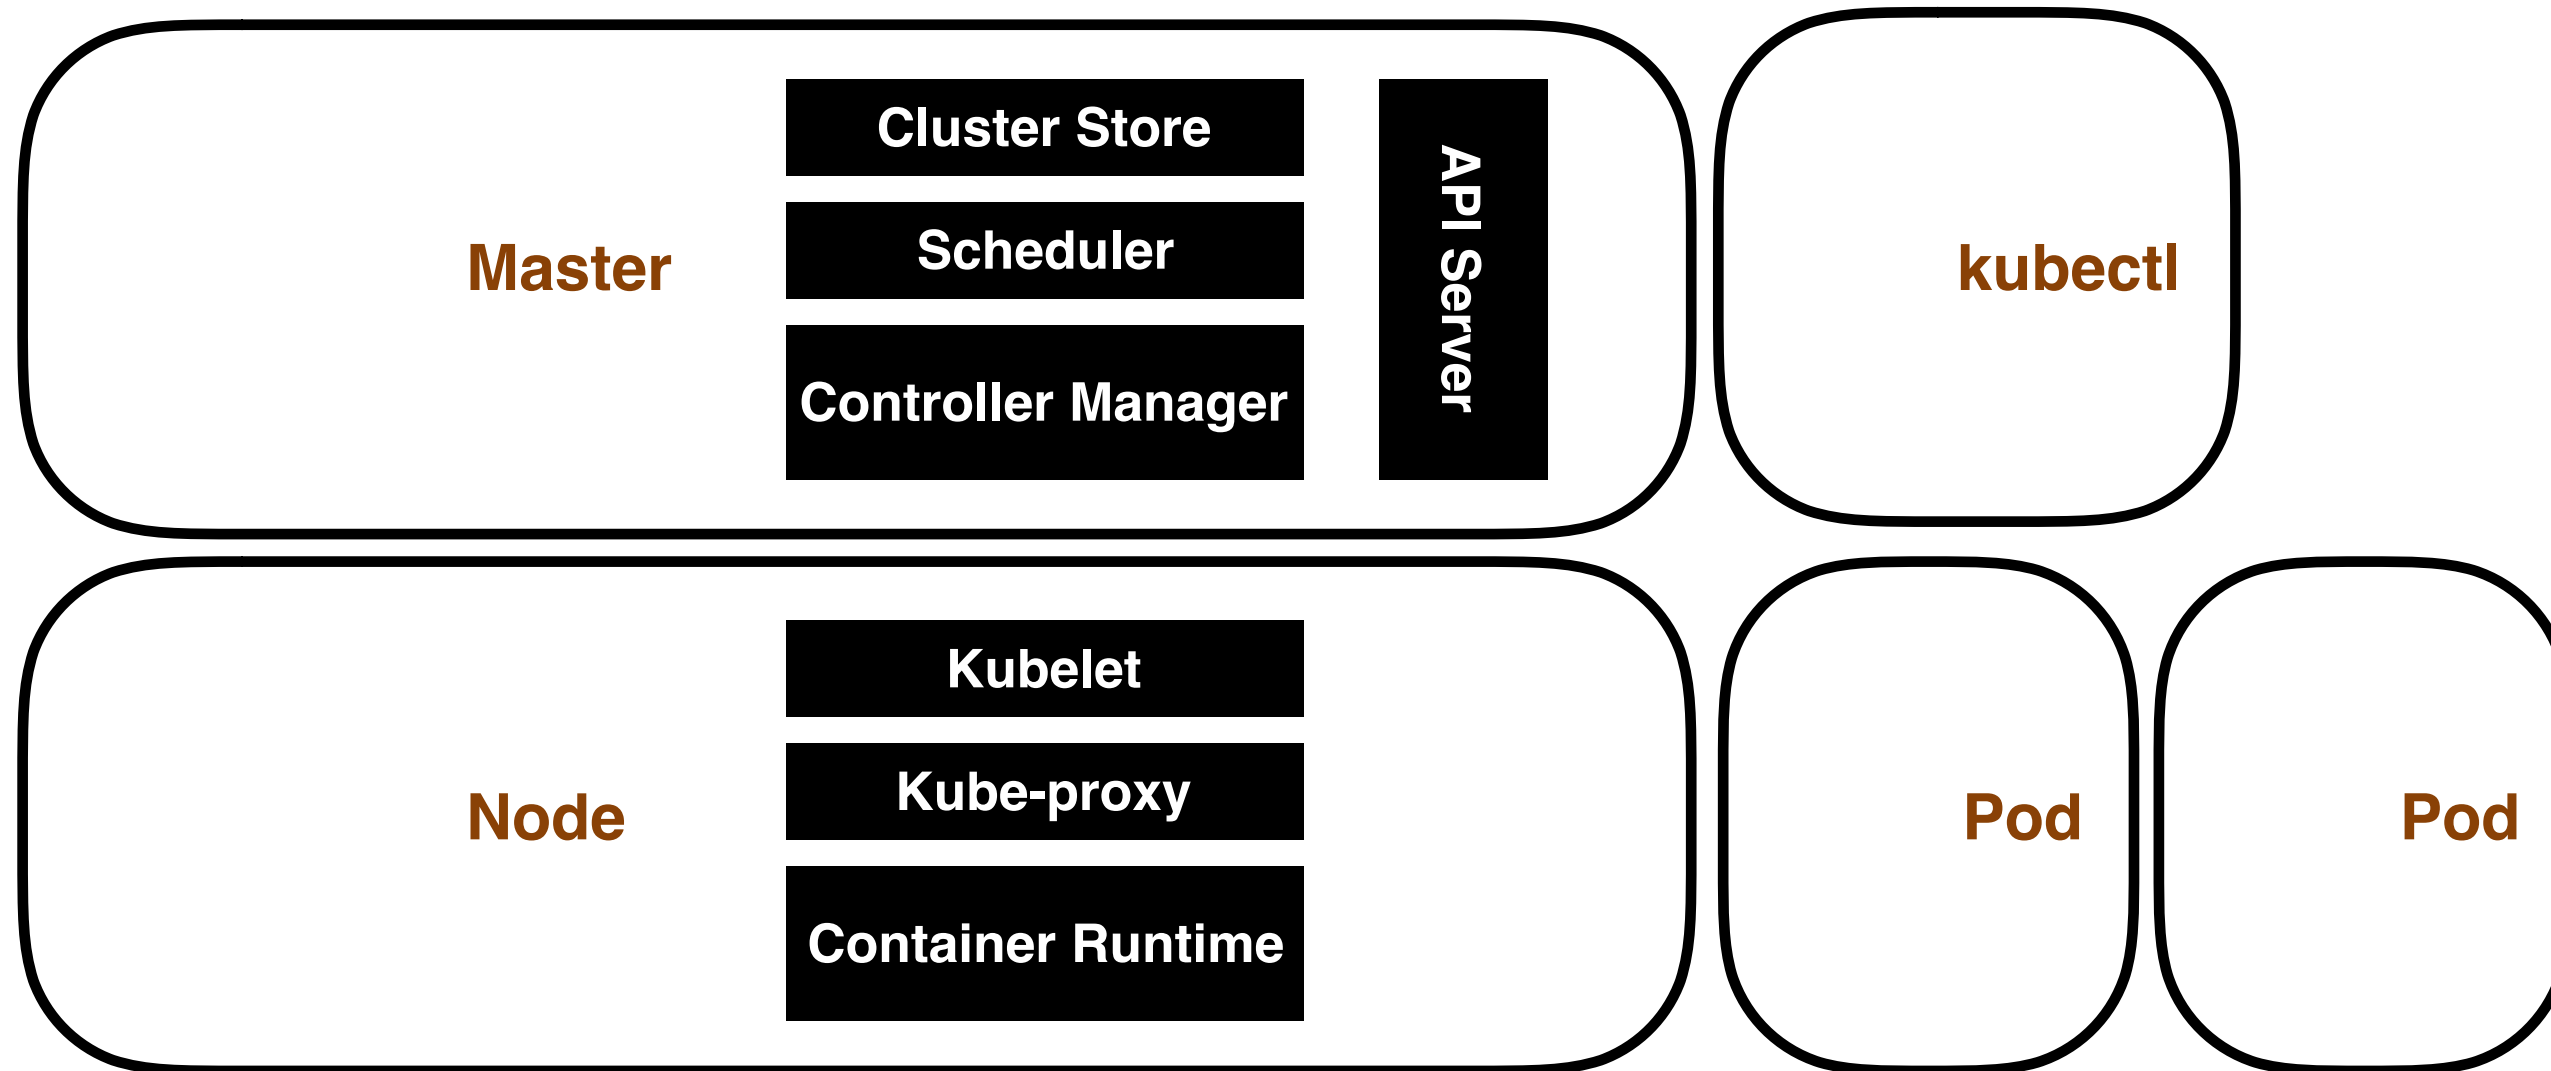 Master
Cluster Store
Scheduler
Controller Manager
API Server
kubectl
Node
Kubelet
Kube-proxy
Container Runtime
Pod
Pod